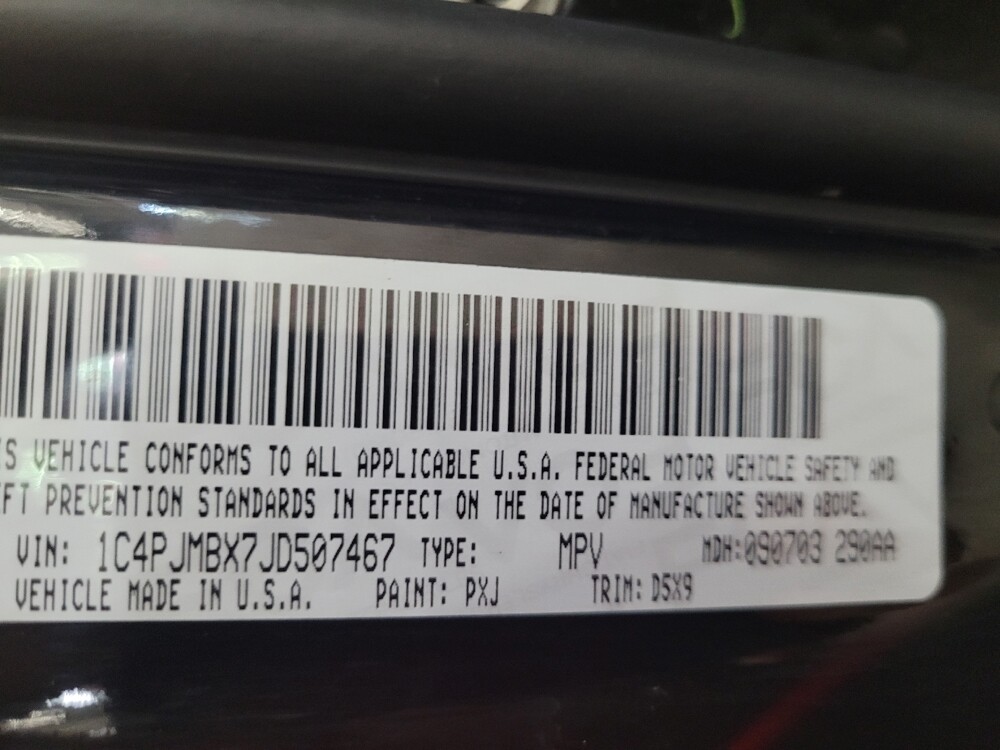 S VEHICLE CONFORMS TO ALL APPLICABLE U.S.A. FEDERAL MOTOR VEHICLE SAFETY AND
EFT PREVENTION STANDARDS IN EFFECT ON THE DATE OF MANUFACTURE SHOWN ABOVE.
VIN: 1C4PJMBX7JD507467 TYPE: MPV MDH:090703 290AA
VEHICLE MADE IN U.S.A. PAINT: PXJ TRIM: D5X9